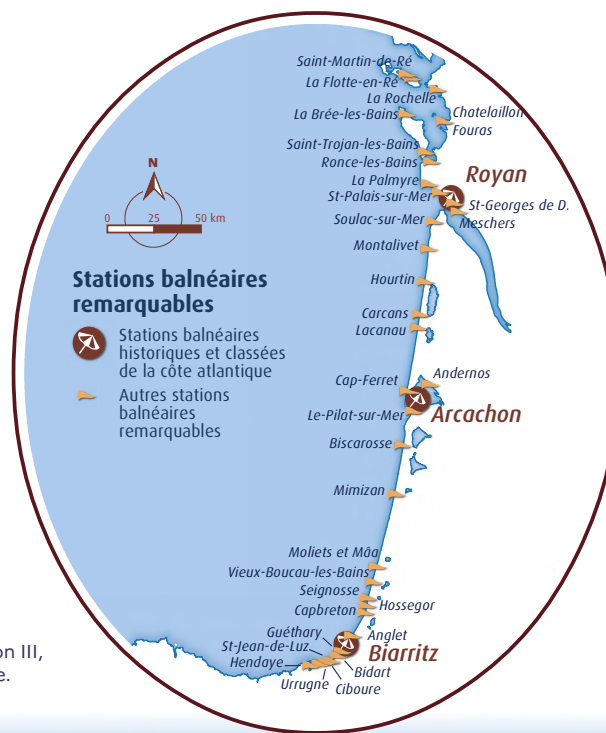 Saint-Martin-de-Ré
La Flotte-en-Ré
La Rochelle
La Brée-les-Bains
Chatelaillon
Fouras
Saint-Trojan-les-Bains
Ronce-les-Bains
La Palmyre
Royan
St-Palais-sur-Mer
St-Georges de D.
Soulac-sur-Mer
Meschers
N
0 25 50 km
Montalivet
Stations balnéaires
remarquables
Hourtin
Stations balnéaires
historiques et classées
de la côte atlantique
Carcans
Lacanau
Autres stations
balnéaires
remarquables
Andernos
Cap-Ferret
Le-Pilat-sur-Mer
Arcachon
Biscarosse
Mimizan
Moliets et Mâa
Vieux-Boucau-les-Bains
Seignosse
Hossegor
Capbreton
Guéthary
Anglet
St-Jean-de-Luz
Biarritz
Hendaye
Bidart
Urrugne
Ciboure
on III,
e.